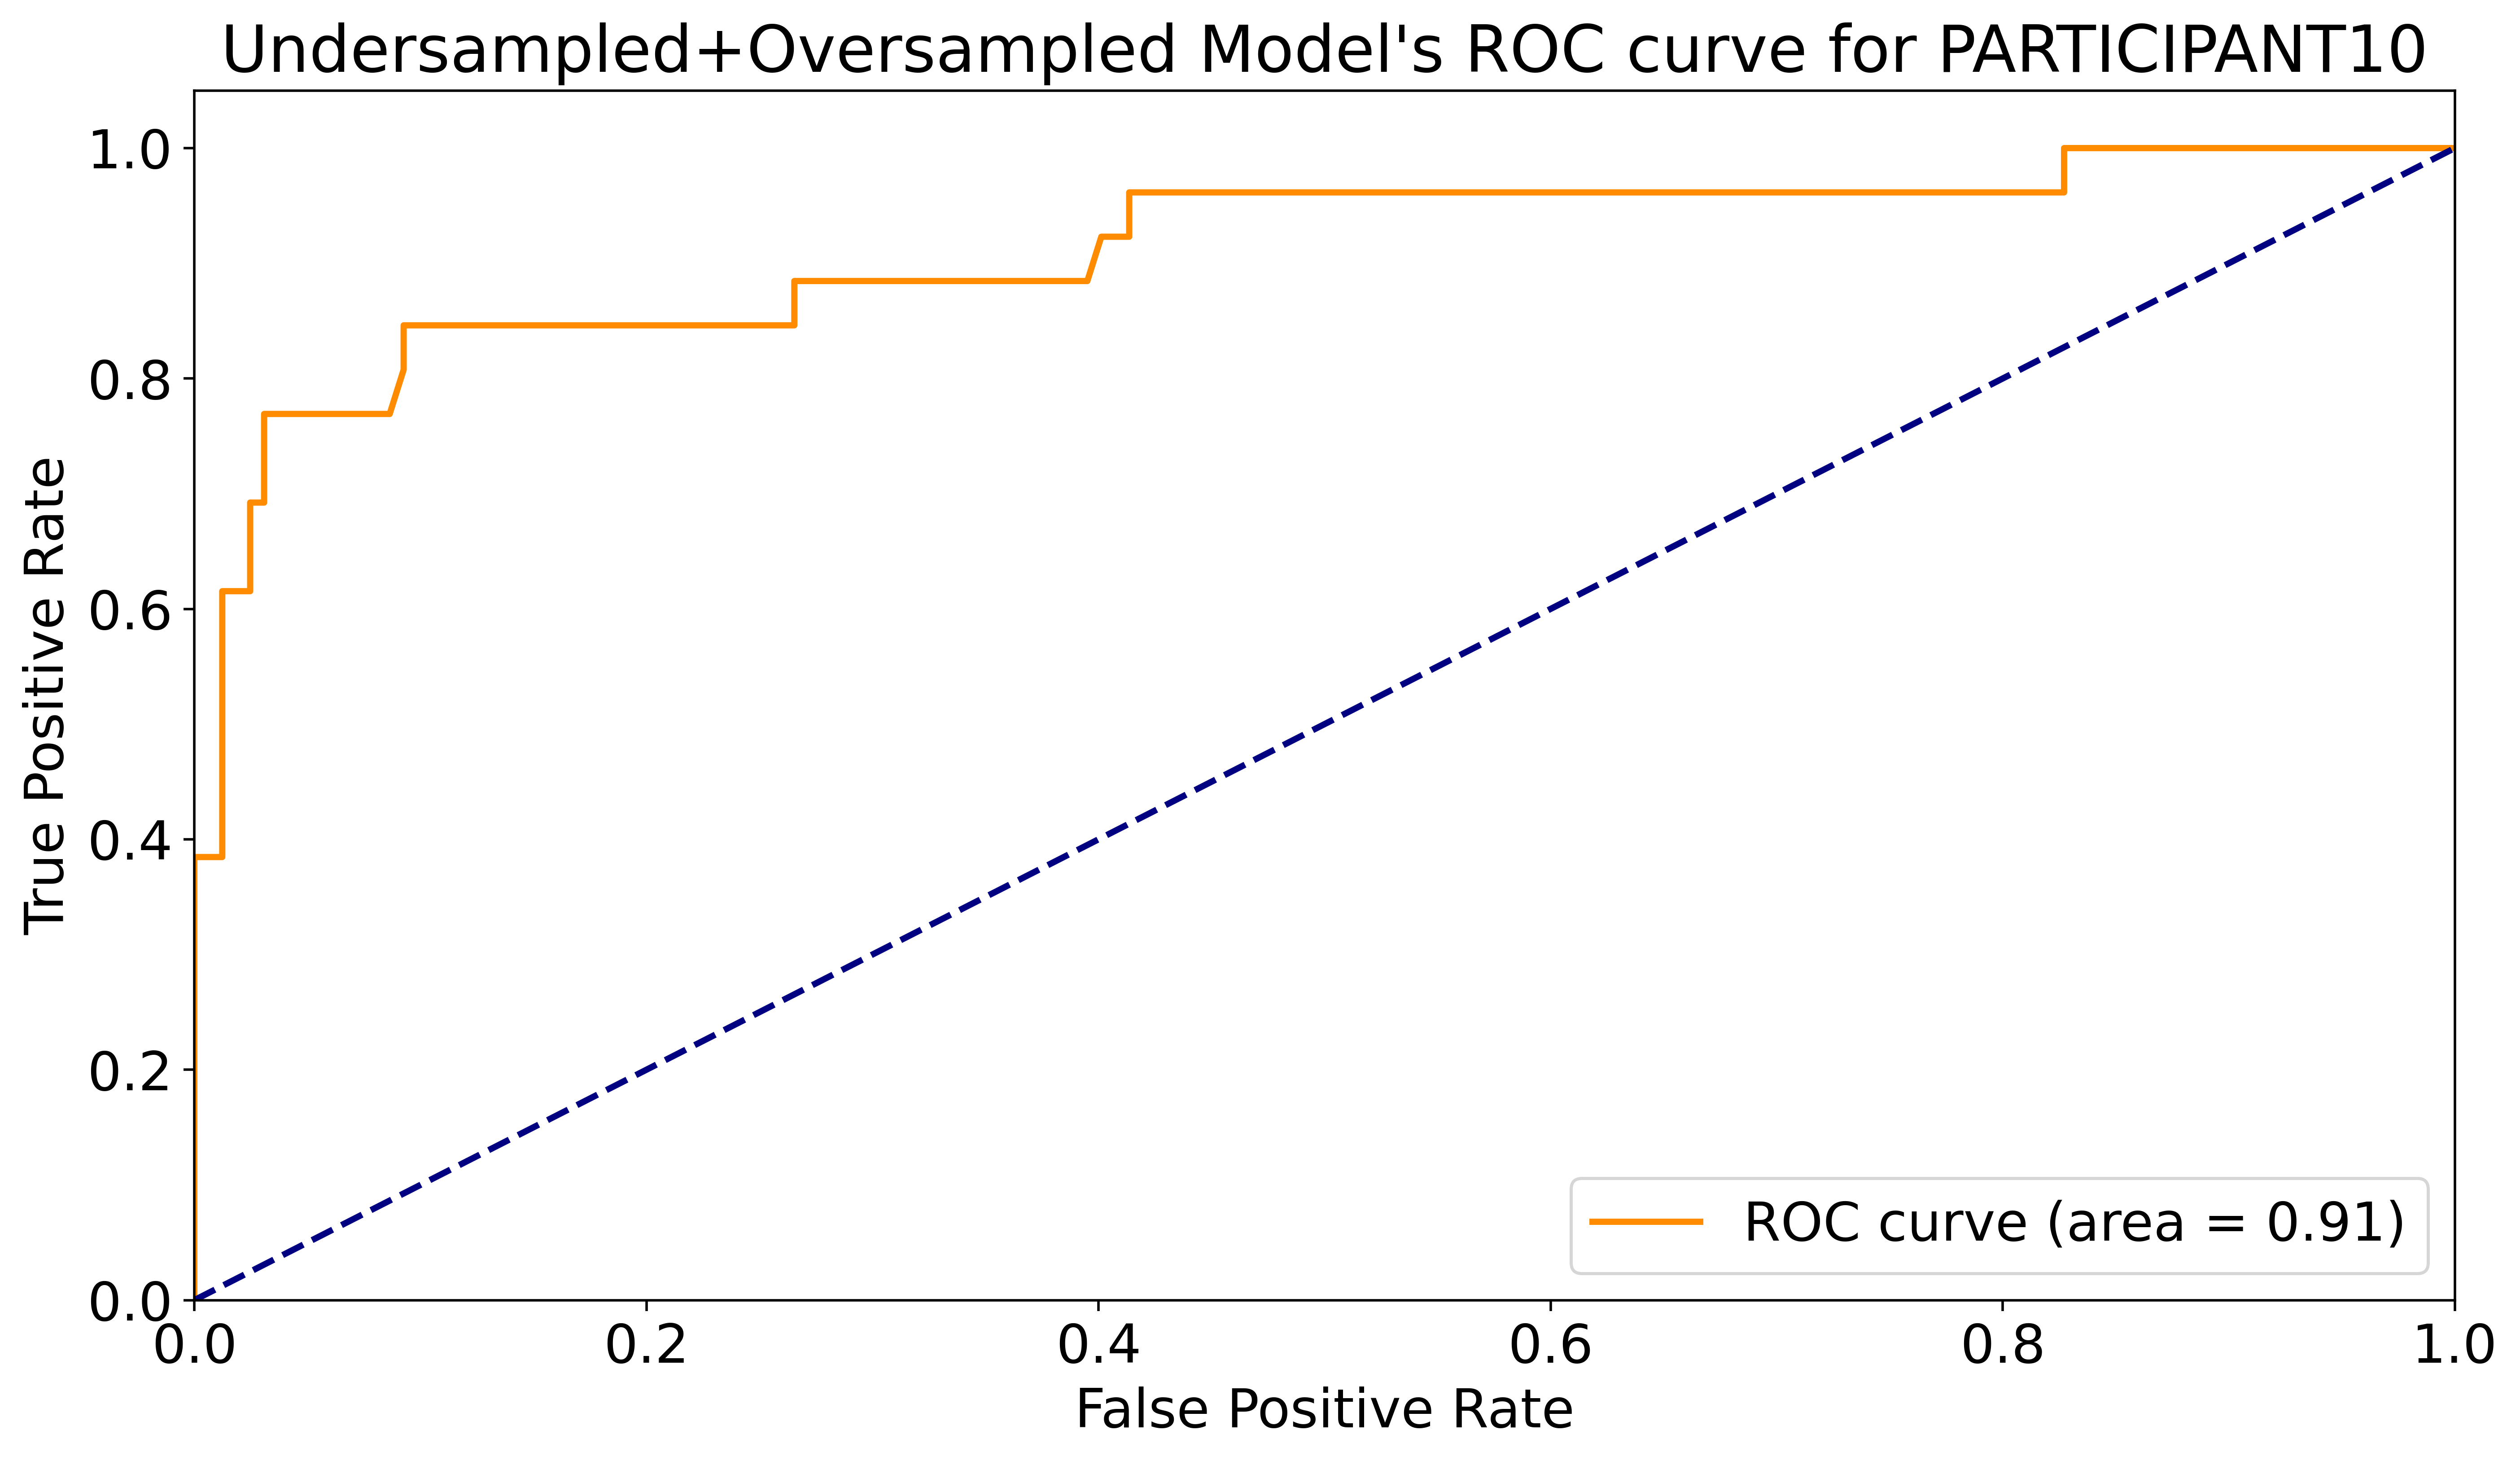 Undersampled+Oversampled Model's ROC curve for PARTICIPANT10
True Positive Rate
1.0
0.8
0.6
0.4
0.2
0.0
0.0 0.2 0.4 0.6 0.8 1.0
False Positive Rate
ROC curve (area = 0.91)